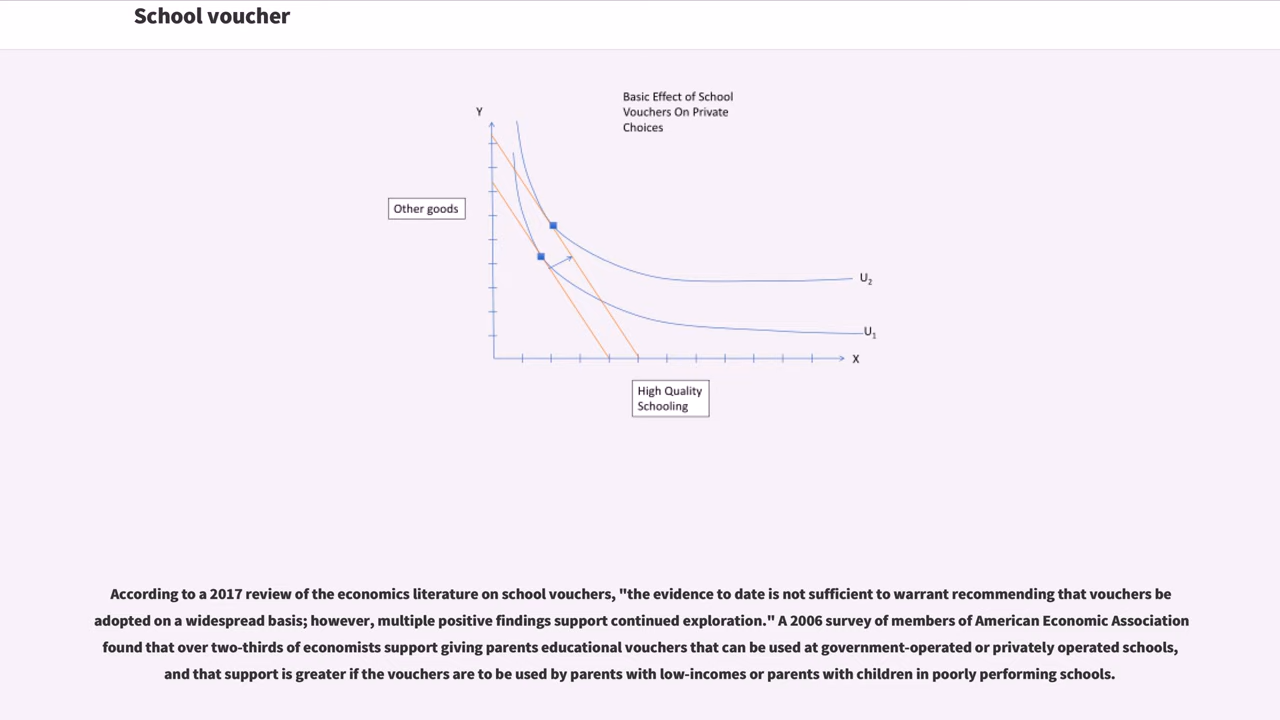 School voucher
Basic Effect of School
Vouchers On Private
Choices
Y
Other goods
U2
U1
X
High Quality
Schooling
According to a 2017 review of the economics literature on school vouchers, "the evidence to date is not sufficient to warrant recommending that vouchers be
adopted on a widespread basis; however, multiple positive findings support continued exploration." A 2006 survey of members of American Economic Association
found that over two-thirds of economists support giving parents educational vouchers that can be used at government-operated or privately operated schools,
and that support is greater if the vouchers are to be used by parents with low-incomes or parents with children in poorly performing schools.